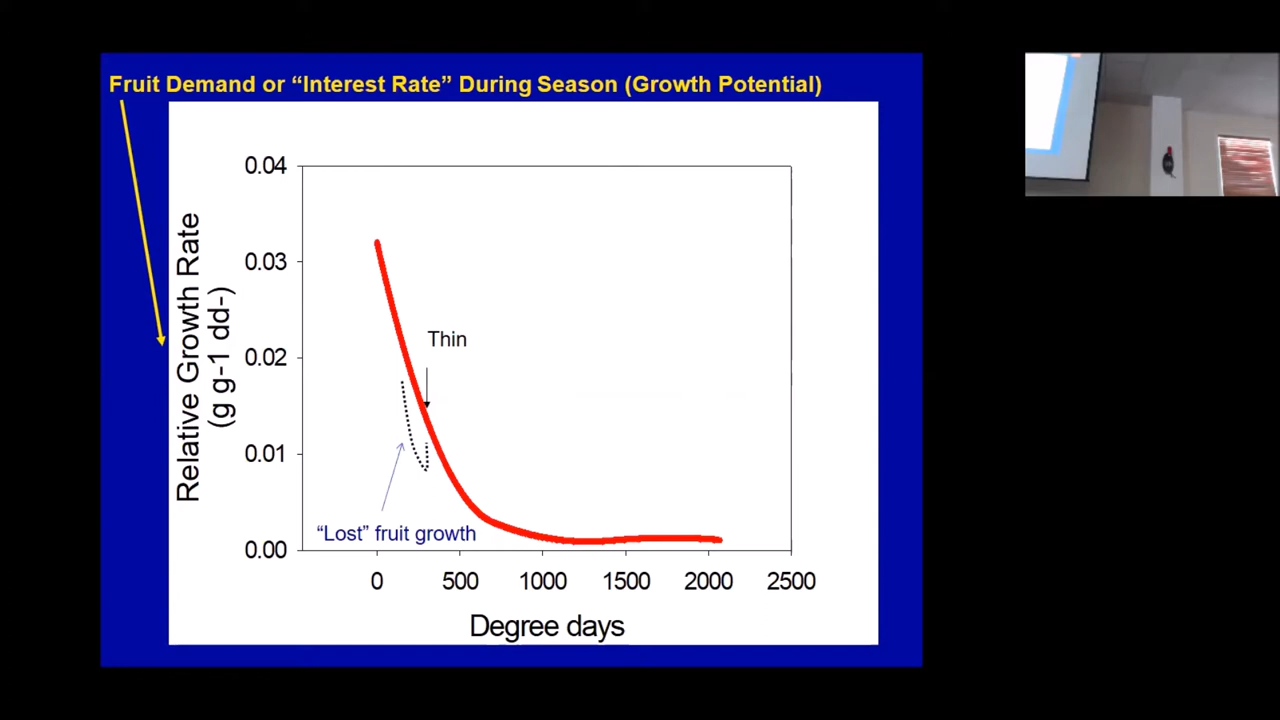 Fruit Demand or “Interest Rate” During Season (Growth Potential)
Relative Growth Rate
(g g-1 dd-)
0.04
0.03
0.02
0.01
0.00
Thin
“Lost” fruit growth
0 500 1000 1500 2000 2500
Degree days